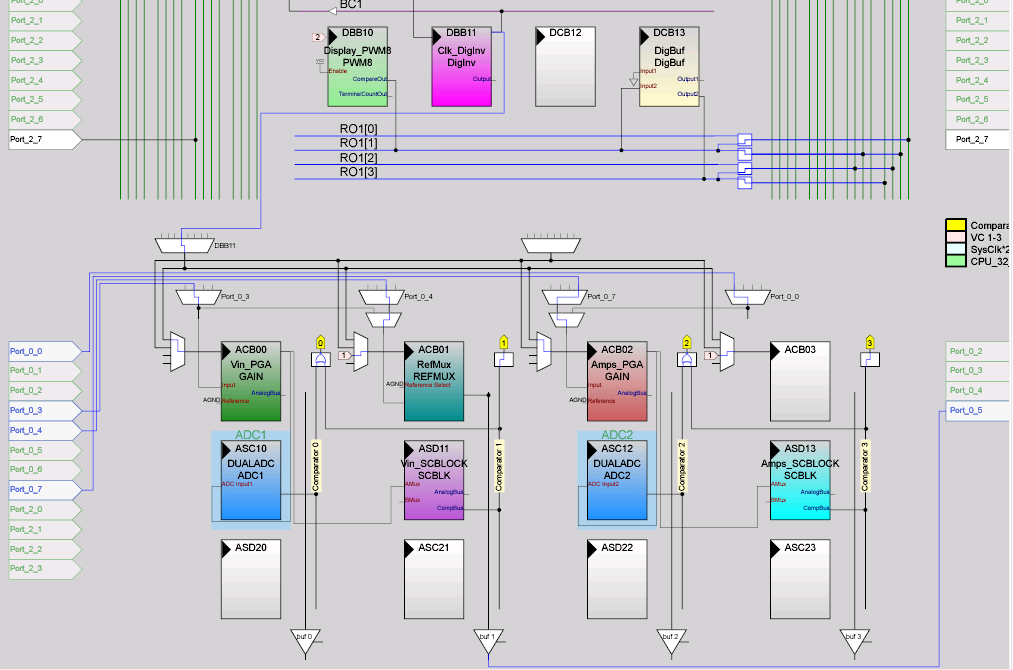 BC1
Port_2_0
Port_2_1
Port_2_2
Port_2_3
Port_2_4
Port_2_5
Port_2_6
Port_2_7
2
VCC
DBB10
Display_PWM8
PWM8
Enable
CompareOut
TerminalCountOut
DBB11
Clk_DigInv
DigInv
Output
DCB12
DCB13
DigBuf
DigBuf
Input1
Input2
Output1
Output2
Port_2_0
Port_2_1
Port_2_2
Port_2_3
Port_2_4
Port_2_5
Port_2_6
Port_2_7
RO1[0]
RO1[1]
RO1[2]
RO1[3]
Compara
VC 1-3
SysClk*2
CPU_32_
DBB11
Port_0_3
Port_0_4
Port_0_7
Port_0_0
Port_0_0
Port_0_1
Port_0_2
Port_0_3
Port_0_4
Port_0_5
Port_0_6
Port_0_7
Port_2_0
Port_2_1
Port_2_2
Port_2_3
ACB00
Vin_PGA
GAIN
Input
AnalogBus
AGND
Reference
0
1
ACB01
RefMux
REFMUX
AGND
Reference Select
1
ACB02
Amps_PGA
GAIN
Input
AnalogBus
AGND
Reference
2
1
ACB03
3
Port_0_2
Port_0_3
Port_0_4
Port_0_5
ADC1
ASC10
DUALADC
ADC1
ADC Input1
Comparator 0
ASD11
Vin_SCBLOCK
SCBLK
AMux
BMux
AnalogBus
CompBus
Comparator 1
ADC2
ASC12
DUALADC
ADC2
ADC Input2
Comparator 2
ASD13
Amps_SCBLOCK
SCBLK
AMux
BMux
AnalogBus
CompBus
Comparator 3
ASD20
ASC21
ASD22
ASC23
buf 0
buf 1
buf 2
buf 3